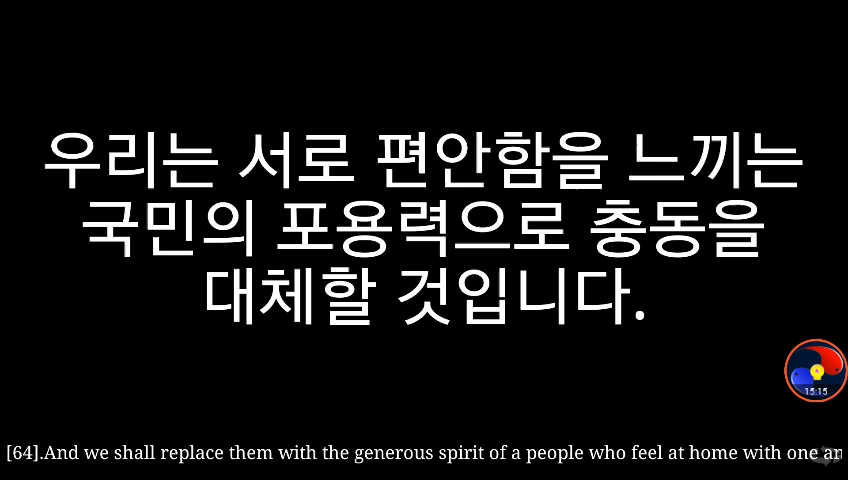 우리는 서로 편안함을 느끼는
국민의 포용력으로 충동을
대체할 것입니다.
15:15
[64].And we shall replace them with the generous spirit of a people who feel at home with one an